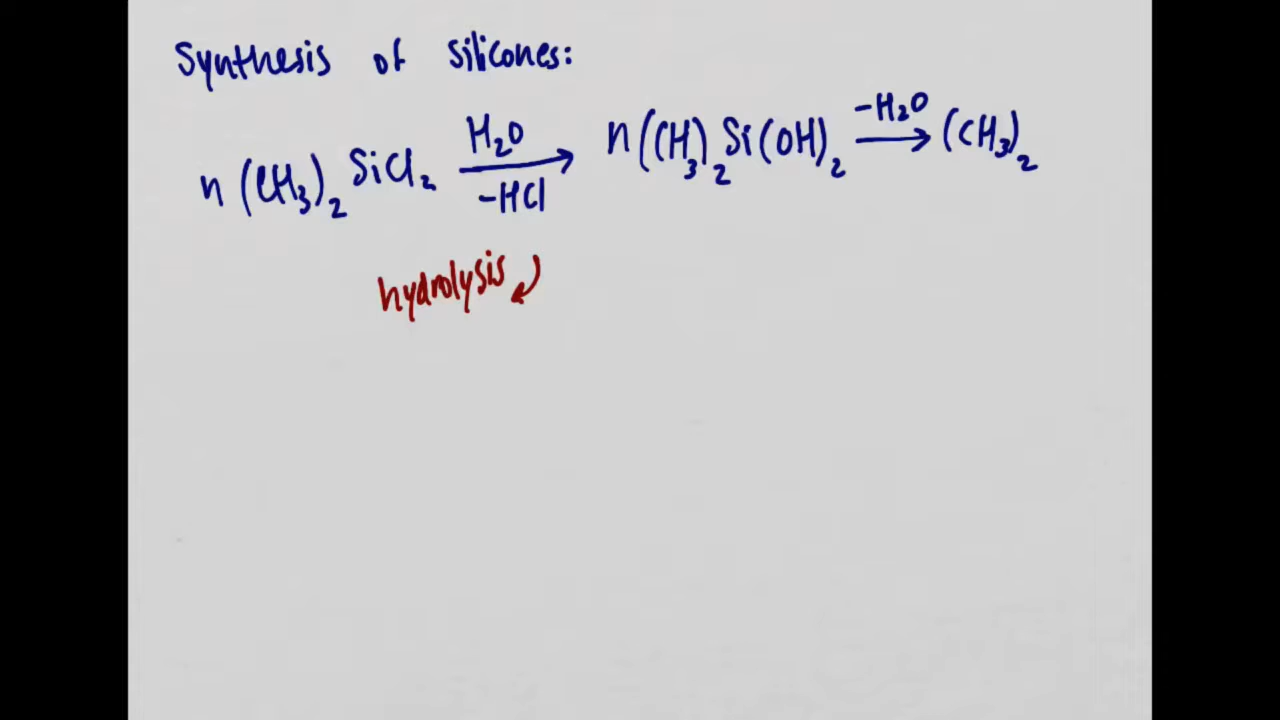 Synthesis of Silicones:
n (CH₃)₂ SiCl₂ H₂O → -HCl n (CH₃)₂ Si(OH)₂ -H₂O → (CH₃)₂
hydrolysis